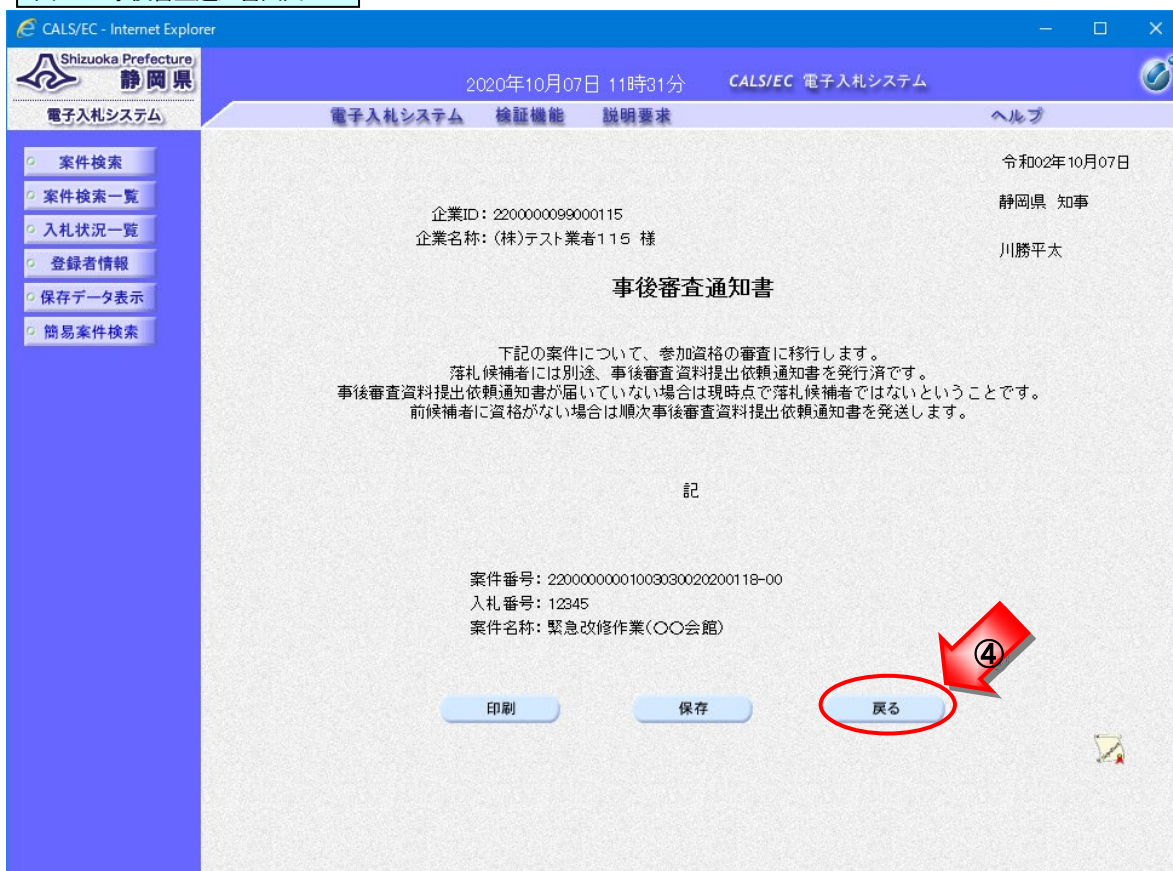 CALS/EC - Internet Explorer
Shizuoka Prefecture
静岡県
2020年10月07日 11時31分
CALS/EC 電子入札システム
電子入札システム
電子入札システム
検証機能
説明要求
ヘルプ
案件検索
案件検索一覧
入札状況一覧
登録者情報
保存データ表示
簡易案件検索
令和02年10月07日
静岡県 知事
企業ID：2200000099000115
企業名称：(株)テスト業者115 様
川勝平太
事後審査通知書
下記の案件について、参加資格の審査に移行します。
落札候補者には別途、事後審査資料提出依頼通知書を発行済です。
事後審査資料提出依頼通知書が届いていない場合は現時点で落札候補者ではないということです。
前候補者に資格がない場合は順次事後審査資料提出依頼通知書を発送します。
記
案件番号：2200000001003030020200118-00
入札番号：12345
案件名称：緊急改修作業(〇〇会館)
④
印刷
保存
戻る